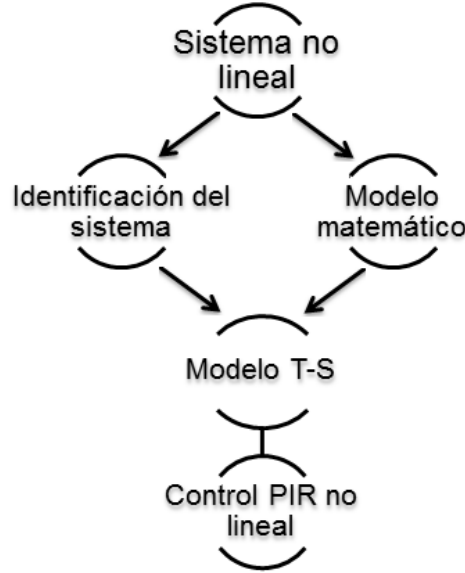 Sistema no
lineal
Identificación del
sistema
Modelo
matemático
Modelo T-S
Control PIR no
lineal